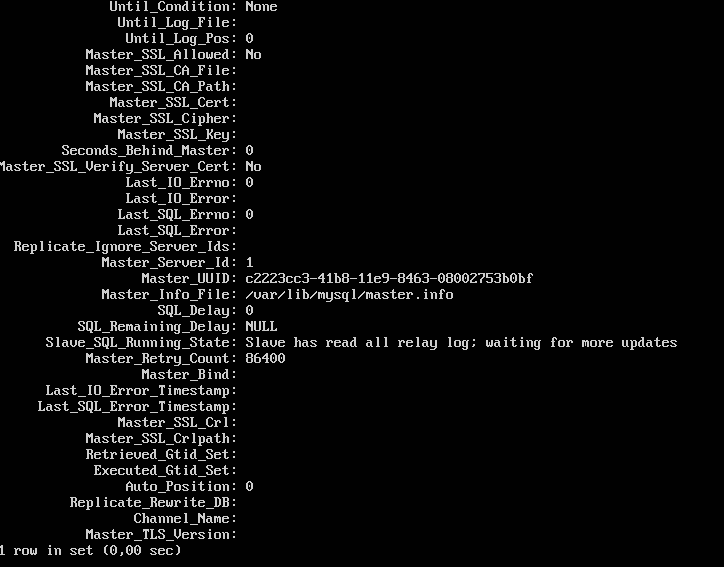 Until_Condition: None
Until_Log_File:
Until_Log_Pos: 0
Master_SSL_Allowed: No
Master_SSL_CA_File:
Master_SSL_CA_Path:
Master_SSL_Cert:
Master_SSL_Cipher:
Master_SSL_Key:
Seconds_Behind_Master: 0
Master_SSL_Verify_Server_Cert: No
Last_IO_Errno: 0
Last_IO_Error:
Last_SQL_Errno: 0
Last_SQL_Error:
Replicate_Ignore_Server_Ids:
Master_Server_Id: 1
Master_UUID: c2223cc3-41b8-11e9-8463-08002753b0bf
Master_Info_File: /var/lib/mysql/master.info
SQL_Delay: 0
SQL_Remaining_Delay: NULL
Slave_SQL_Running_State: Slave has read all relay log; waiting for more updates
Master_Retry_Count: 86400
Master_Bind:
Last_IO_Error_Timestamp:
Last_SQL_Error_Timestamp:
Master_SSL_Crl:
Master_SSL_Crlpath:
Retrieved_Gtid_Set:
Executed_Gtid_Set:
Auto_Position: 0
Replicate_Rewrite_DB:
Channel_Name:
Master_TLS_Version:
1 row in set (0,00 sec)